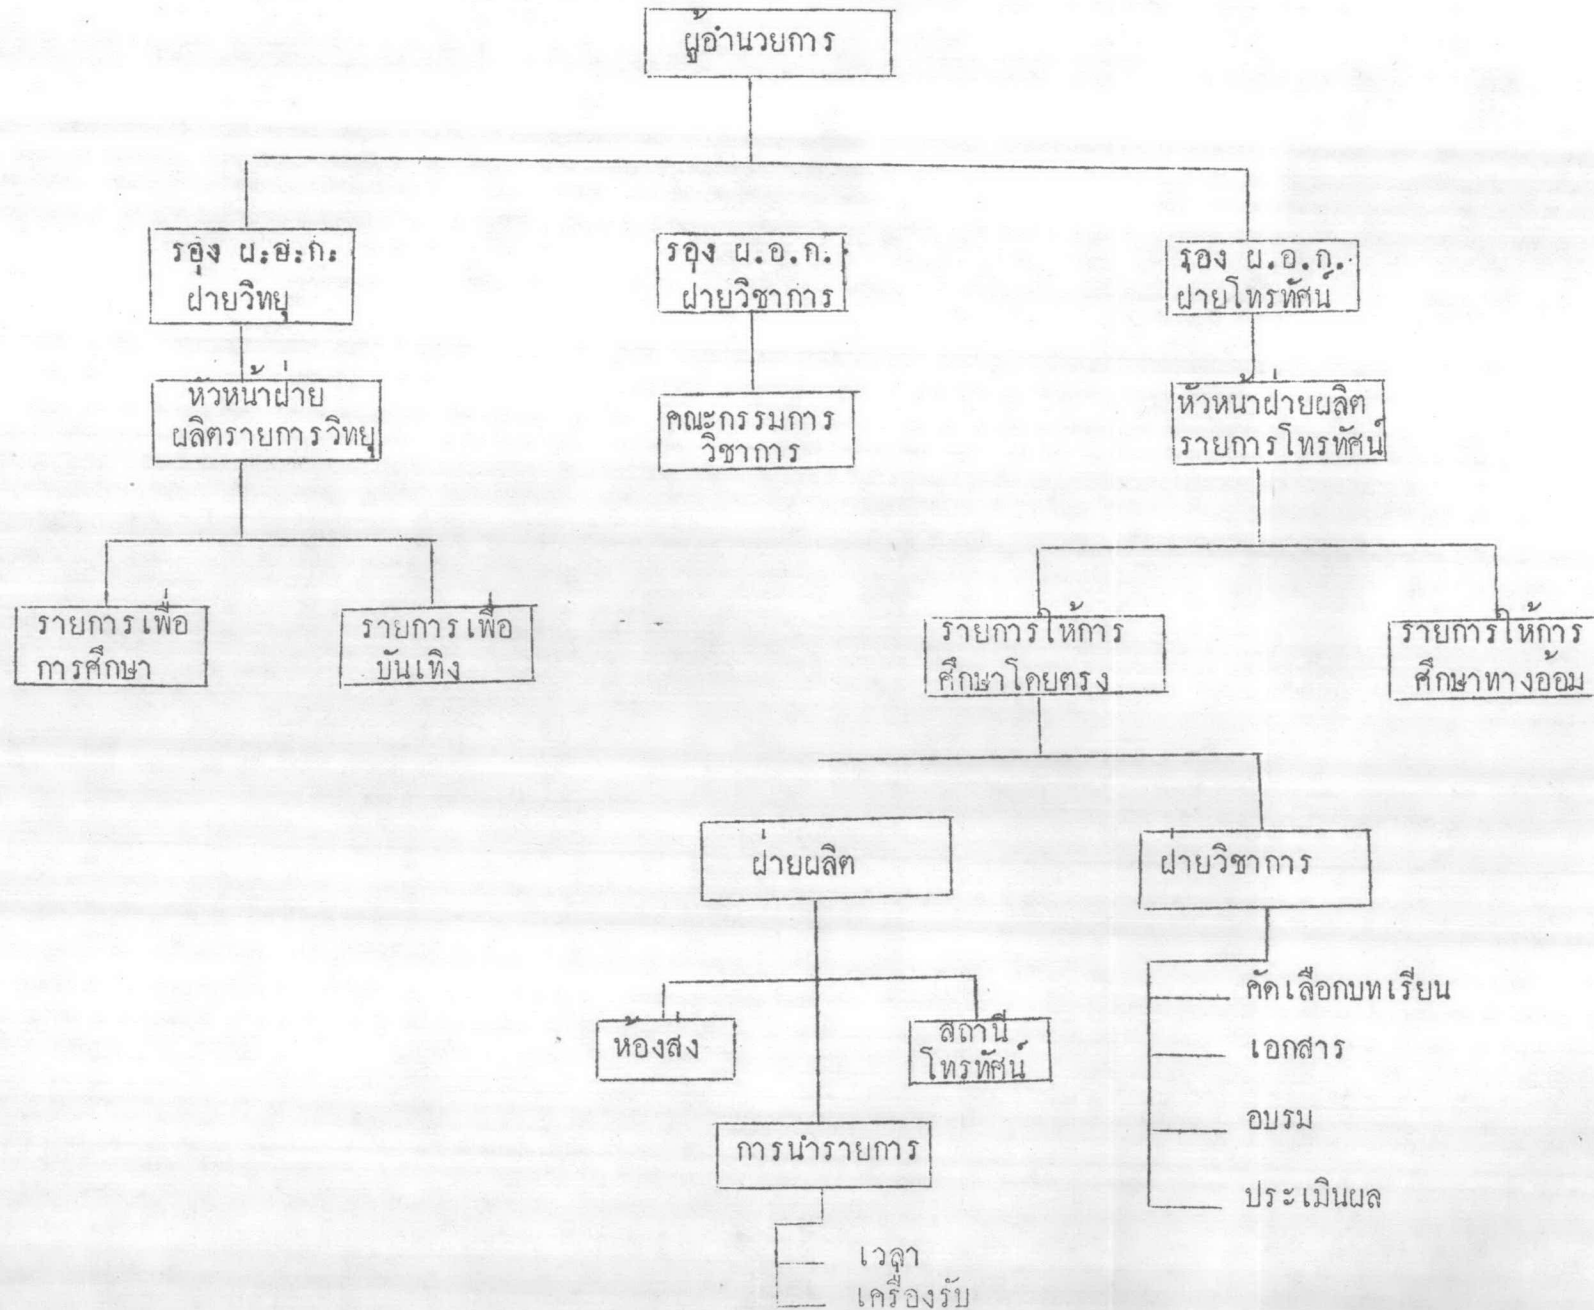 ผู้อำนวยการ
รอง ผ.อ.ก.
ฝ่ายวิทยุ
รอง ผ.อ.ก.
ฝ่ายวิชาการ
รอง ผ.อ.ก.
ฝ่ายโทรทัศน์
หัวหน้าฝ่าย
ผลิตรายการวิทยุ
คณะกรรมการ
วิชาการ
หัวหน้าฝ่ายผลิต
รายการโทรทัศน์
รายการเพื่อ
การศึกษา
รายการเพื่อ
บันเทิง
รายการให้การ
ศึกษาโดยตรง
รายการให้การ
ศึกษาทางอ้อม
ฝ่ายผลิต
ฝ่ายวิชาการ
ห้องส่ง
สถานี
โทรทัศน์
คัดเลือกบทเรียน
เอกสาร
อบรม
ประเมินผล
การนำรายการ
เวลา
เครื่องรับ